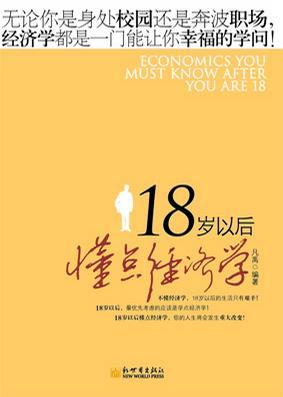 无论你是身处校园还是奔波职场，
经济学都是一门能让你幸福的学问！
ECONOMICS YOU
MUST KNOW AFTER
YOU ARE 18
18岁以后
懂点经济学
凡禹◎编著
不懂经济学，18岁以后的生活只有艰辛！
18岁以后，最优先考虑的应该是学点经济学！
18岁以后懂点经济学，你的人生将会发生重大改变！
新世界出版社
NEW WORLD PRESS